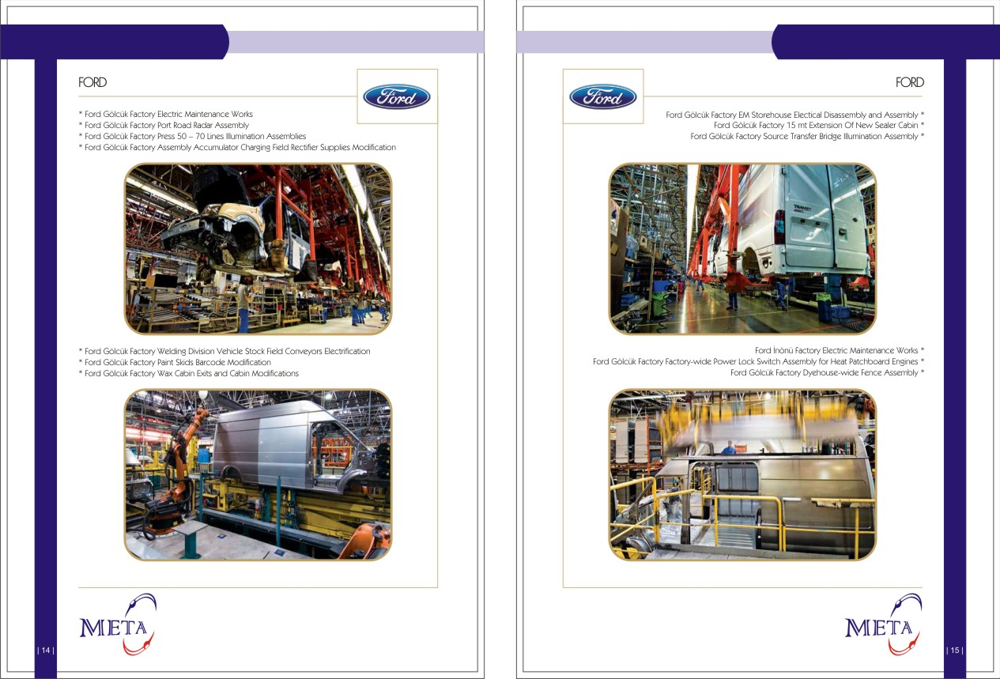 FORD
Ford
* Ford Gölcük Factory Electric Maintenance Works
* Ford Gölcük Factory Port Road Radar Assembly
* Ford Gölcük Factory Press 50 – 70 Lines Illumination Assemblies
* Ford Gölcük Factory Assembly Accumulator Charging Field Rectifier Supplies Modification
* Ford Gölcük Factory Welding Division Vehicle Stock Field Conveyors Electrification
* Ford Gölcük Factory Paint Skids Barcode Modification
* Ford Gölcük Factory Wax Cabin Exits and Cabin Modifications
META
| 14 |
Ford
FORD
Ford Gölcük Factory EM Storehouse Electical Disassembly and Assembly *
Ford Gölcük Factory 15 mt Extension Of New Sealer Cabin *
Ford Gölcük Factory Source Transfer Bridge Illumination Assembly *
TRANSIT
Ford İnönü Factory Electric Maintenance Works *
Ford Gölcük Factory Factory-wide Power Lock Switch Assembly for Heat Patchboard Engines *
Ford Gölcük Factory Dyehouse-wide Fence Assembly *
META
| 15 |